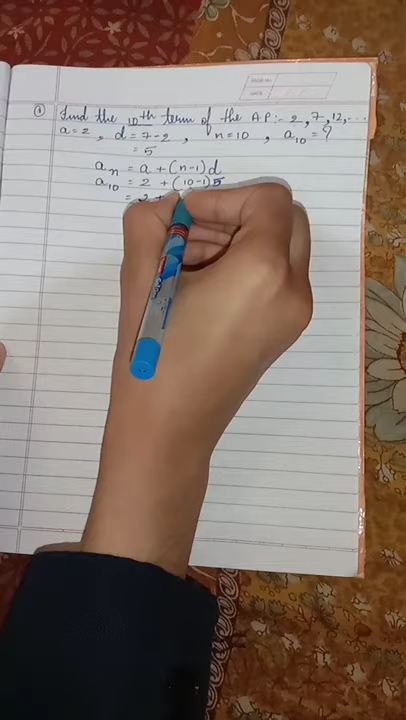 ① Find the 10th term of the A.P :- 2, 7, 12, ...
a = 2 , d = 7 - 2 , n = 10 , a₁₀ = ?
= 5
aₙ = a + (n-1) d
a₁₀ = 2 + (10-1) 5
= 2 +